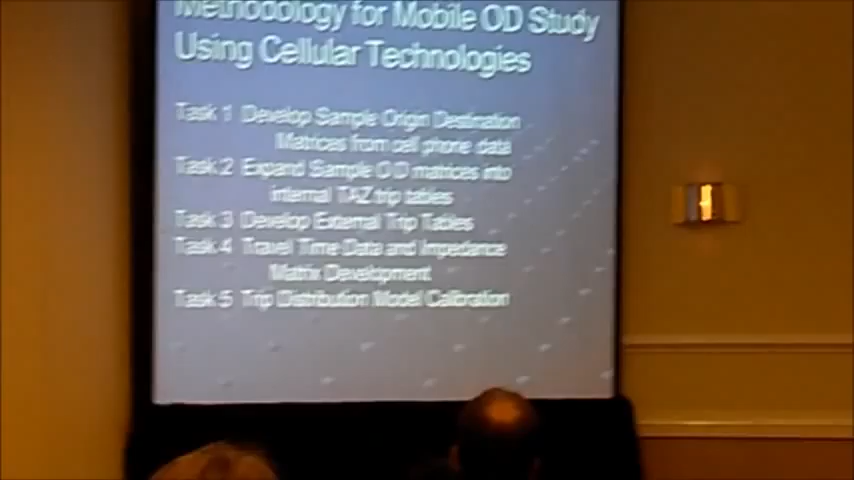 Methodology for Mobile OD Study
Using Cellular Technologies
Task 1 Develop Sample Origin Destination
Matrices from cell phone data
Task 2 Expand Sample O D matrices into
internal TAZ trip tables
Task 3 Develop External Trip Tables
Task 4 Travel Time Data and Impedance
Matrix Development
Task 5 Trip Distribution Model Calibration